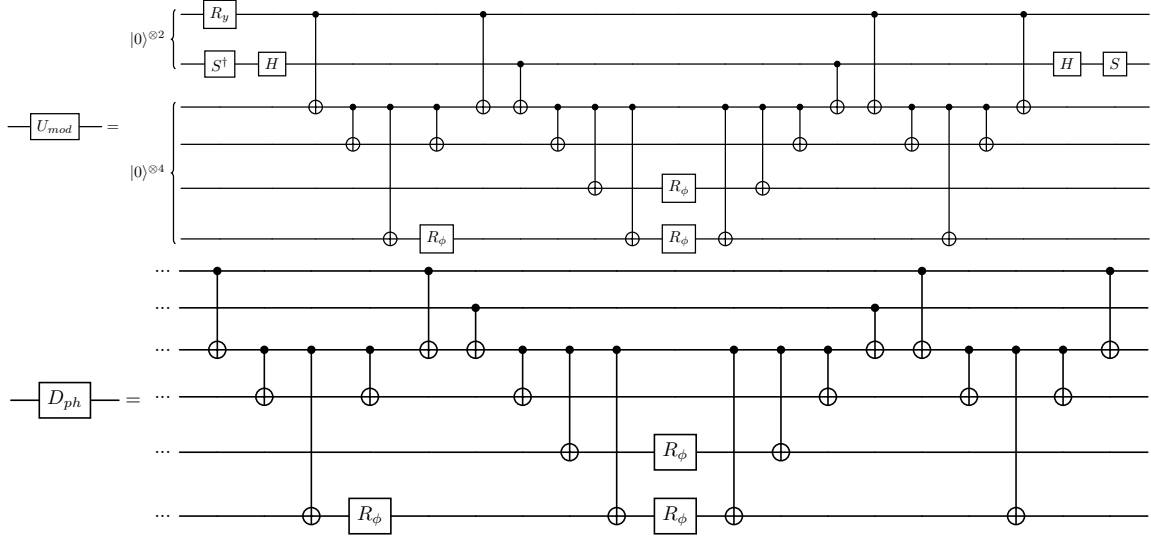 |0⟩^{⊗2}
R_y
S† H H S
U_{mod} =
|0⟩^{⊗4}
R_ϕ
R_ϕ R_ϕ
...
...
...
D_{ph} = ...
...
R_ϕ
... R_ϕ R_ϕ